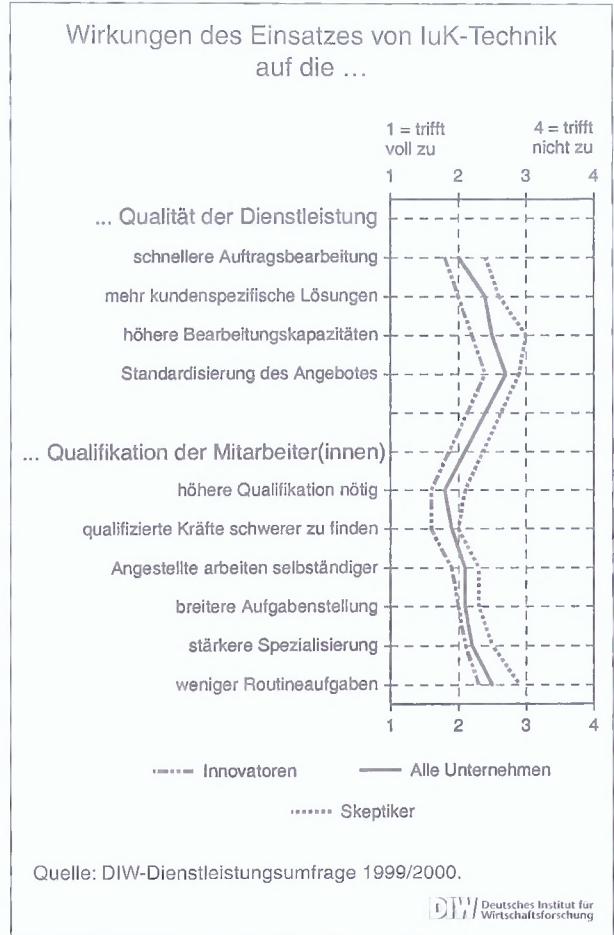 Wirkungen des Einsatzes von IuK-Technik
auf die ...
1 = trifft
voll zu
4 = trifft
nicht zu
1 2 3 4
... Qualität der Dienstleistung
schnellere Auftragsbearbeitung
mehr kundenspezifische Lösungen
höhere Bearbeitungskapazitäten
Standardisierung des Angebotes
... Qualifikation der Mitarbeiter(innen)
höhere Qualifikation nötig
qualifizierte Kräfte schwerer zu finden
Angestellte arbeiten selbständiger
breitere Aufgabenstellung
stärkere Spezialisierung
weniger Routineaufgaben
1 2 3 4
Innovatoren
Alle Unternehmen
Skeptiker
Quelle: DIW-Dienstleistungsumfrage 1999/2000.
DIW Deutsches Institut für
Wirtschaftsforschung